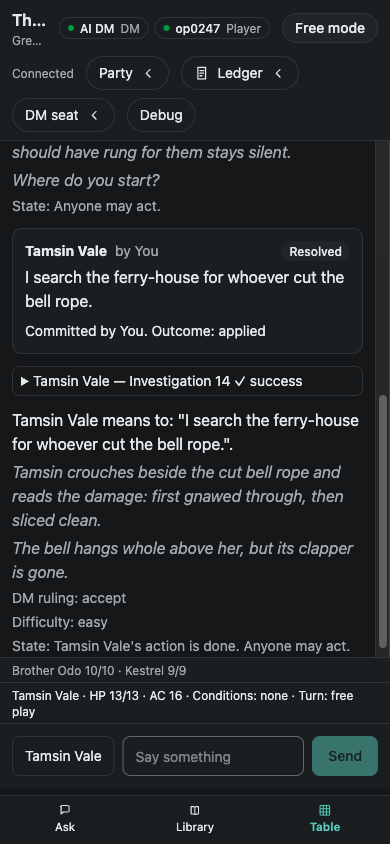 Th...
Gre...
AI DM DM
op0247 Player
Free mode
Connected
Party
Ledger
DM seat
Debug
should have rung for them stays silent.
Where do you start?
State: Anyone may act.
Tamsin Vale by You
Resolved
I search the ferry-house for whoever cut the
bell rope.
Committed by You. Outcome: applied
▶ Tamsin Vale — Investigation 14 ✓ success
Tamsin Vale means to: "I search the ferry-house
for whoever cut the bell rope.".
Tamsin crouches beside the cut bell rope and
reads the damage: first gnawed through, then
sliced clean.
The bell hangs whole above her, but its clapper
is gone.
DM ruling: accept
Difficulty: easy
State: Tamsin Vale's action is done. Anyone may act.
Brother Odo 10/10 · Kestrel 9/9
Tamsin Vale · HP 13/13 · AC 16 · Conditions: none · Turn: free
play
Tamsin Vale
Say something
Send
Ask
Library
Table